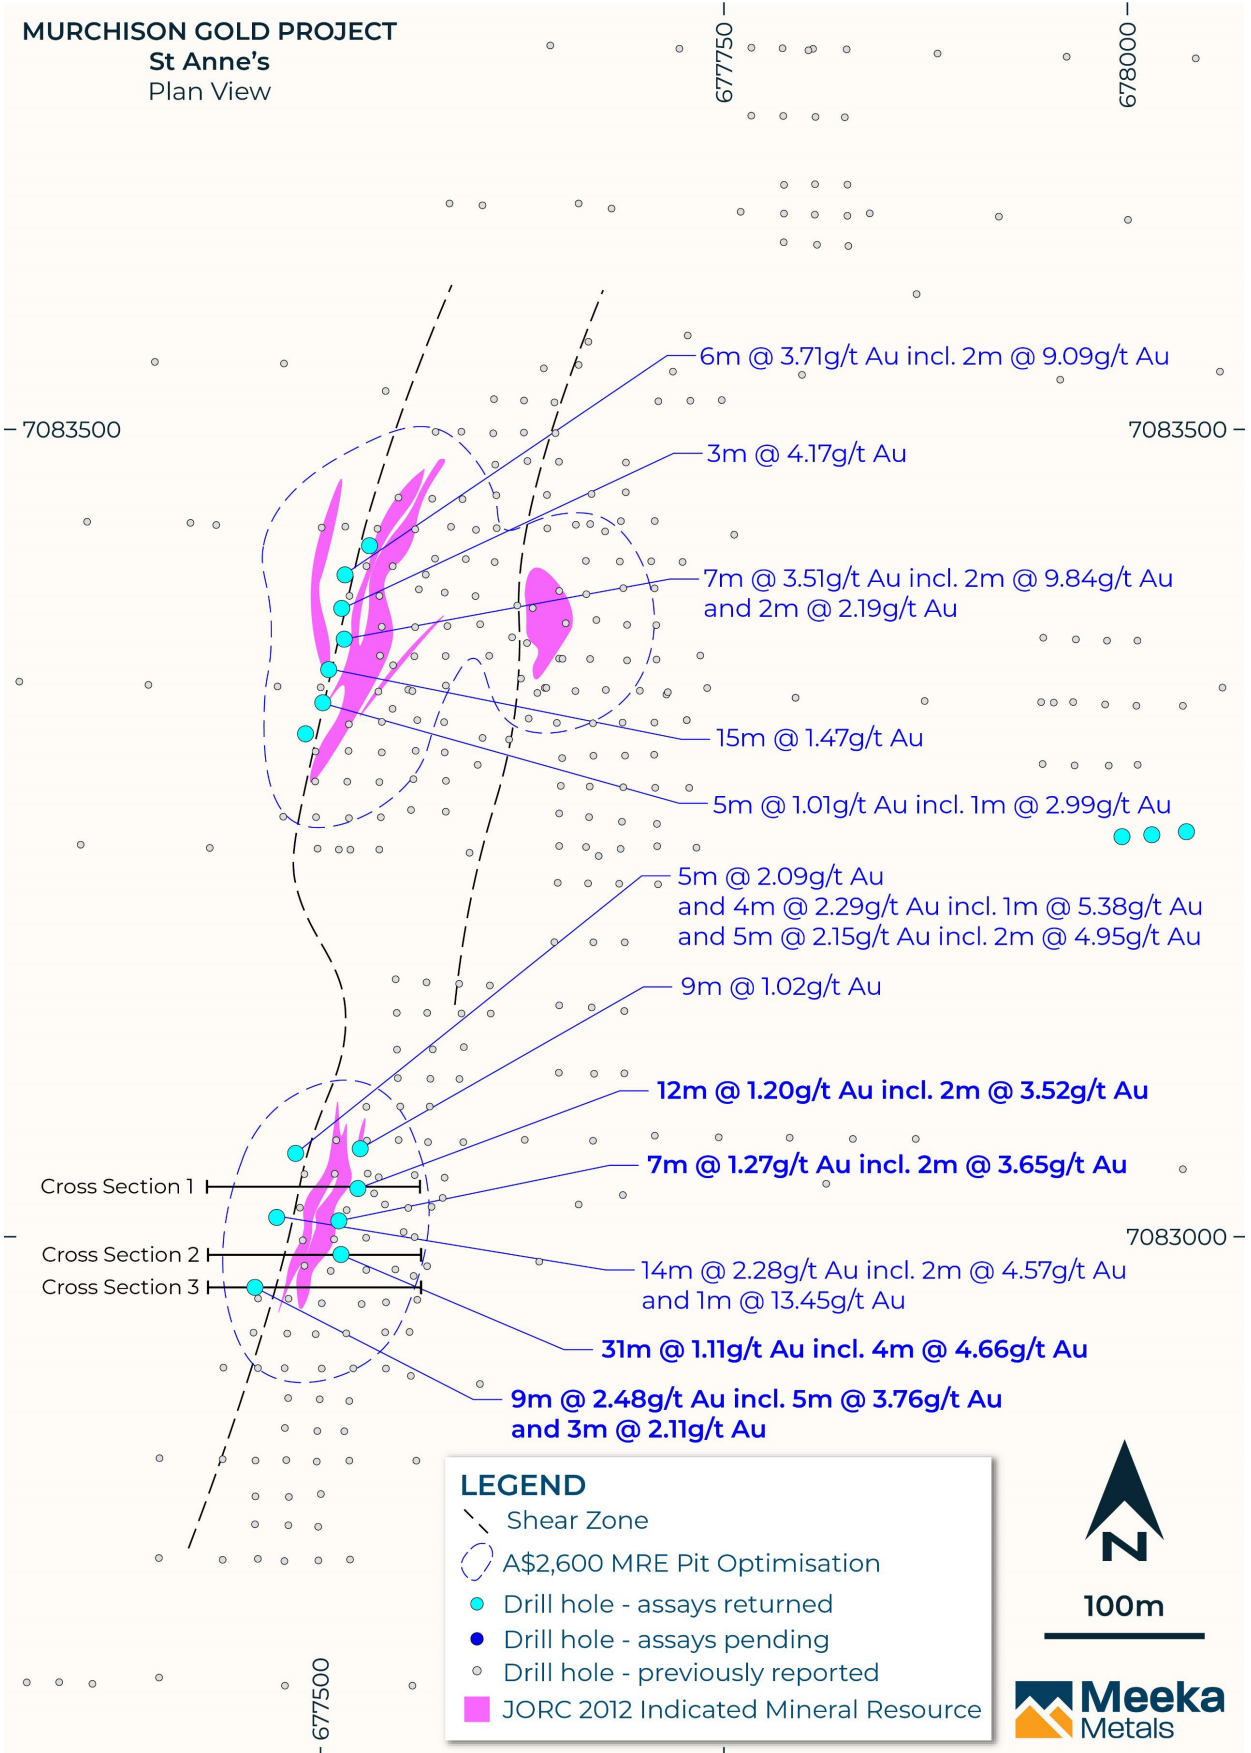 MURCHISON GOLD PROJECT
St Anne's
Plan View
677750
678000
6m @ 3.71g/t Au incl. 2m @ 9.09g/t Au
7083500
7083500
3m @ 4.17g/t Au
7m @ 3.51g/t Au incl. 2m @ 9.84g/t Au
and 2m @ 2.19g/t Au
15m @ 1.47g/t Au
5m @ 1.01g/t Au incl. 1m @ 2.99g/t Au
5m @ 2.09g/t Au
and 4m @ 2.29g/t Au incl. 1m @ 5.38g/t Au
and 5m @ 2.15g/t Au incl. 2m @ 4.95g/t Au
9m @ 1.02g/t Au
12m @ 1.20g/t Au incl. 2m @ 3.52g/t Au
7m @ 1.27g/t Au incl. 2m @ 3.65g/t Au
Cross Section 1
7083000
Cross Section 2
14m @ 2.28g/t Au incl. 2m @ 4.57g/t Au
and 1m @ 13.45g/t Au
Cross Section 3
31m @ 1.11g/t Au incl. 4m @ 4.66g/t Au
9m @ 2.48g/t Au incl. 5m @ 3.76g/t Au
and 3m @ 2.11g/t Au
LEGEND
Shear Zone
A$2,600 MRE Pit Optimisation
Drill hole - assays returned
Drill hole - assays pending
Drill hole - previously reported
JORC 2012 Indicated Mineral Resource
N
100m
677500
Meeka
Metals